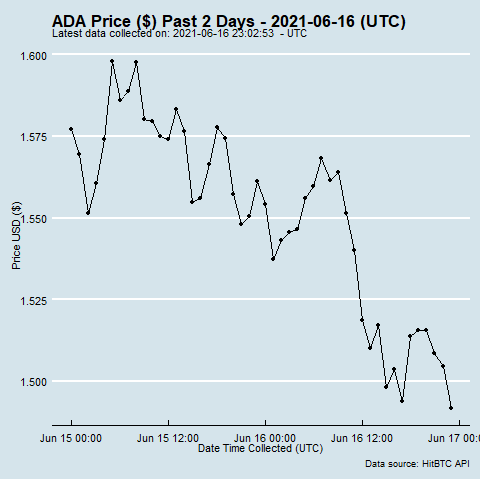 ADA Price ($) Past 2 Days - 2021-06-16 (UTC)
Latest data collected on: 2021-06-16 23:02:53 - UTC
1.600
1.575
1.550
1.525
1.500
Price USD ($)
Jun 15 00:00 Jun 15 12:00 Jun 16 00:00 Jun 16 12:00 Jun 17 00:00
Date Time Collected (UTC)
Data source: HitBTC API